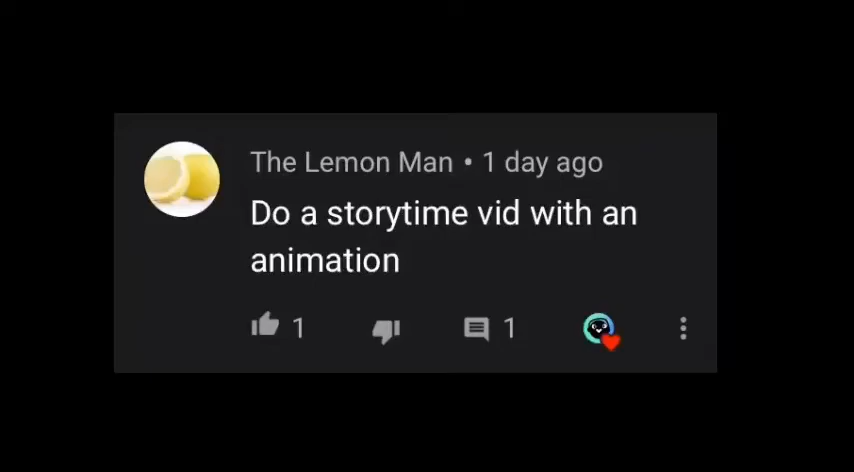 The Lemon Man • 1 day ago
Do a storytime vid with an
animation
1
1